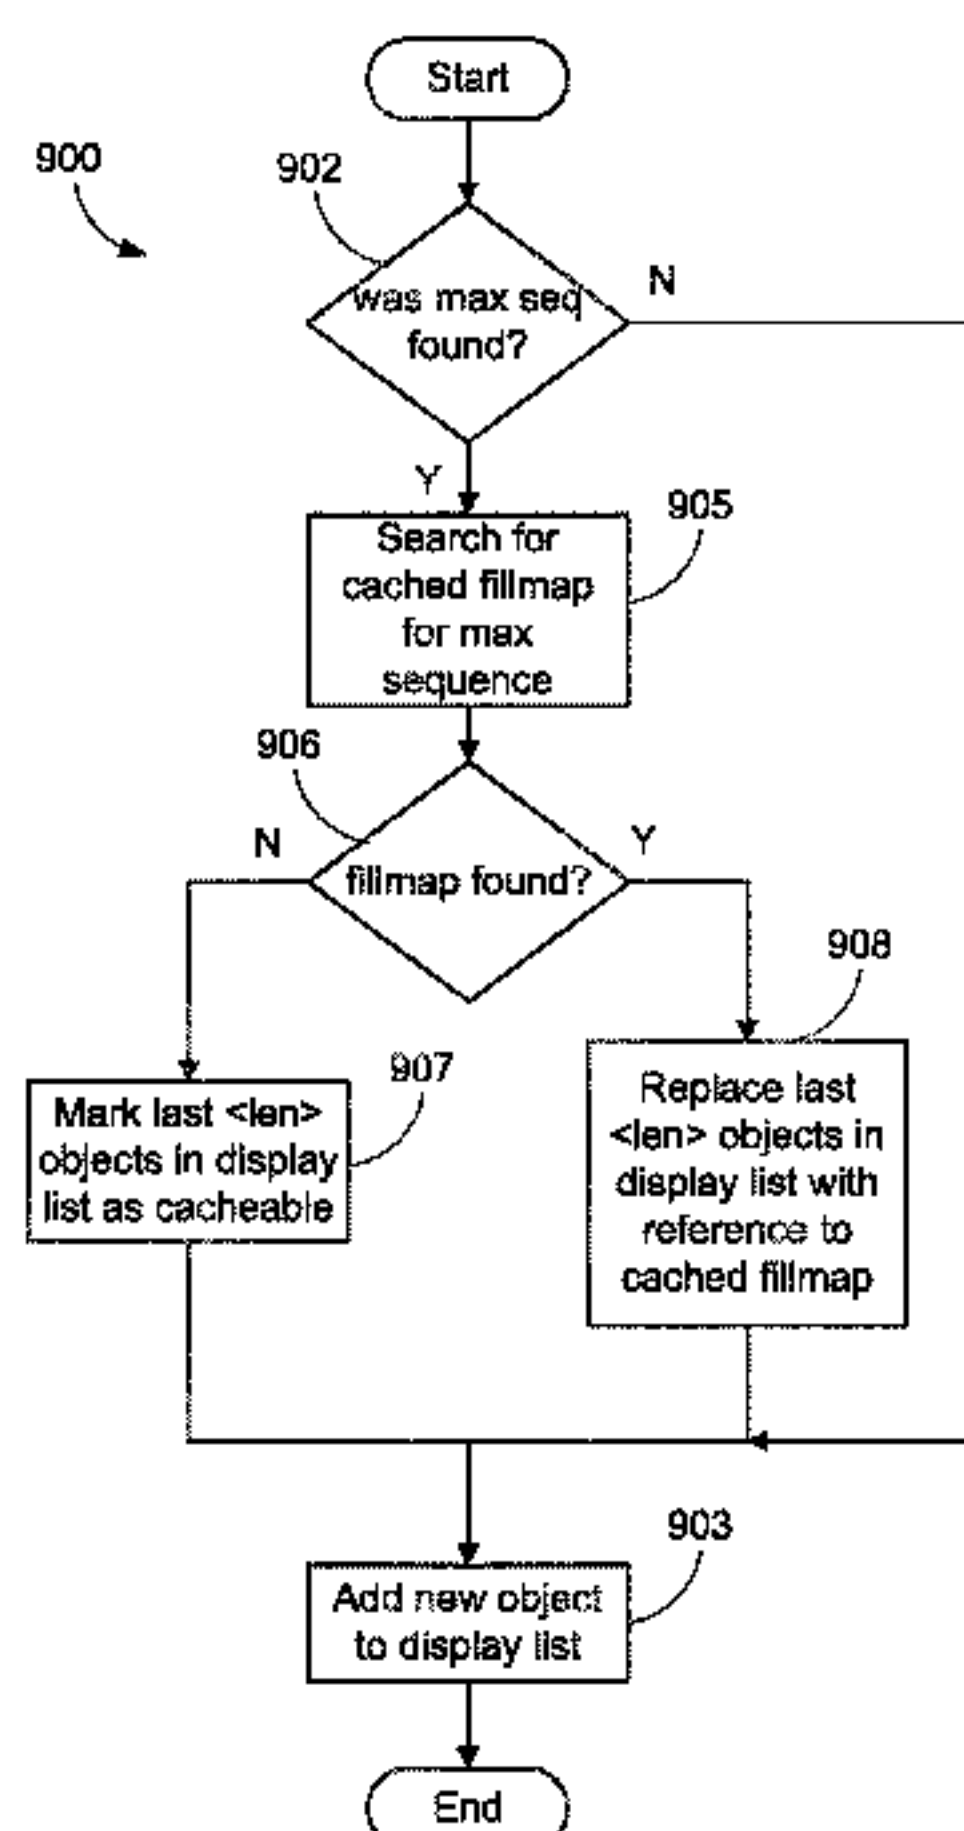 Start
900
902
N
was max seq
found?
Y
905
Search for
cached fillmap
for max
sequence
906
N
Y
fillmap found?
908
907
Mark last <len>
objects in display
list as cacheable
Replace last
<len> objects in
display list with
reference to
cached fillmap
903
Add new object
to display list
End